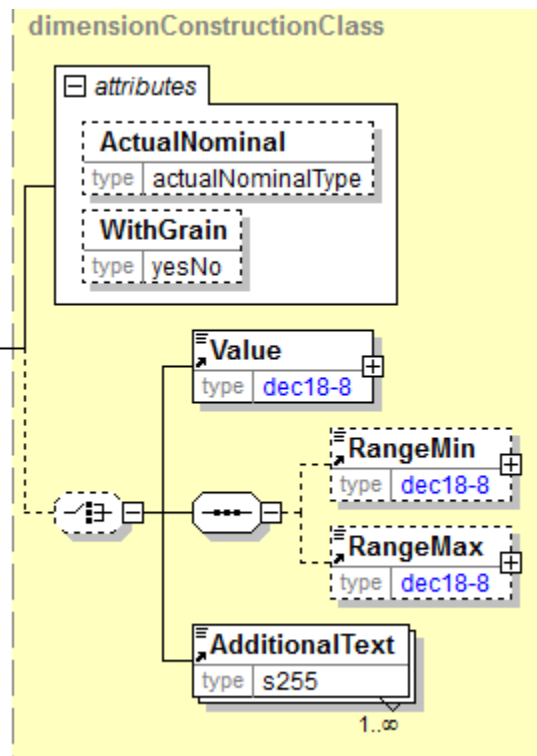 dimensionConstructionClass
attributes
ActualNominal
type actualNominalType
WithGrain
type yesNo
Value
type dec18-8
RangeMin
type dec18-8
RangeMax
type dec18-8
AdditionalText
type s255
1..∞